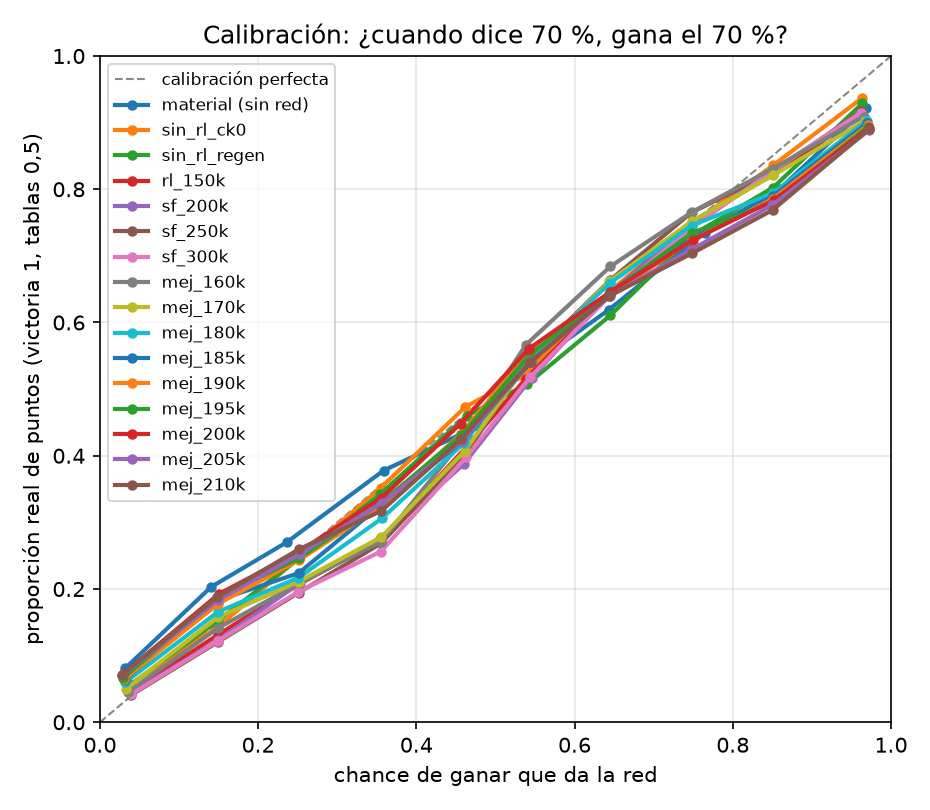 Calibración: ¿cuando dice 70 %, gana el 70 %?
calibración perfecta
material (sin red)
sin_rl_ck0
sin_rl_regen
rl_150k
sf_200k
sf_250k
sf_300k
mej_160k
mej_170k
mej_180k
mej_185k
mej_190k
mej_195k
mej_200k
mej_205k
mej_210k
proporción real de puntos (victoria 1, tablas 0,5)
1.0
0.8
0.6
0.4
0.2
0.0
0.0 0.2 0.4 0.6 0.8 1.0
chance de ganar que da la red